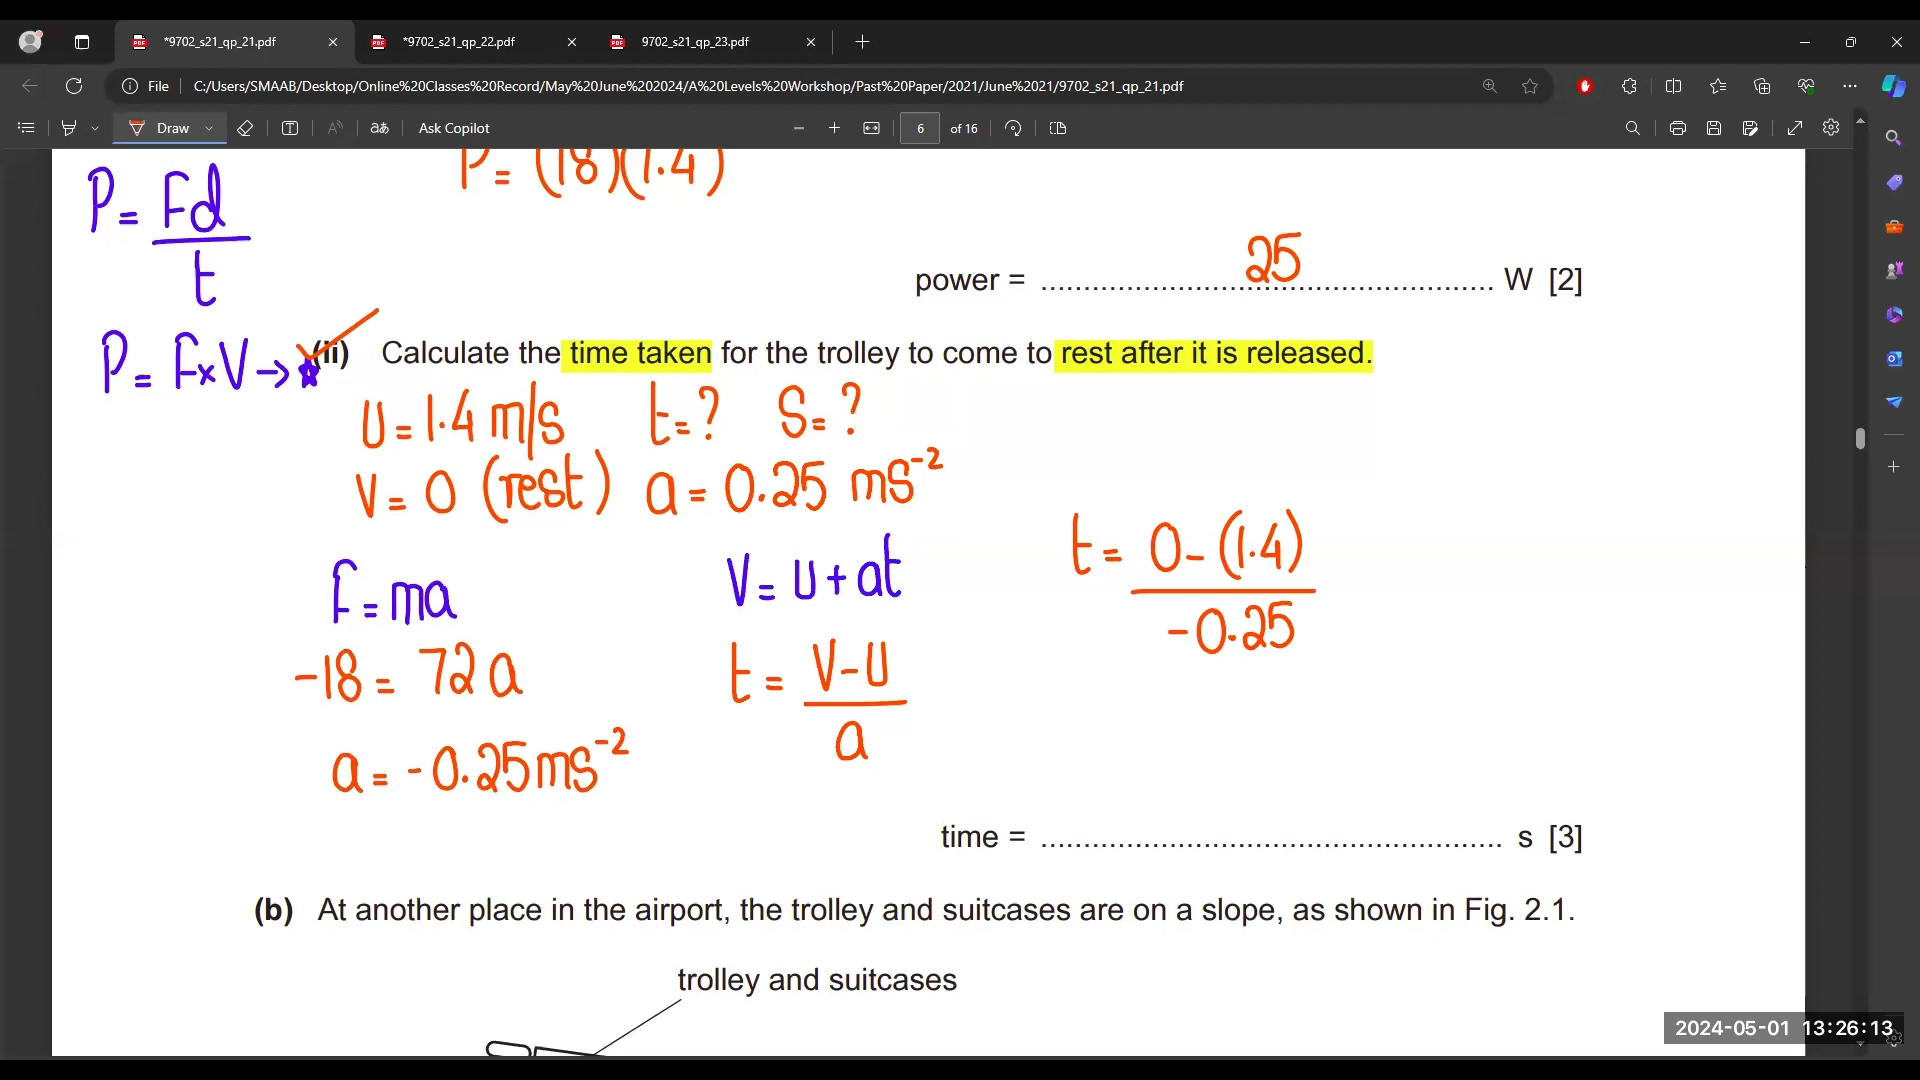 *9702_s21_qp_21.pdf
*9702_s21_qp_22.pdf
9702_s21_qp_23.pdf
File
C:/Users/SMAAB/Desktop/Online%20Classes%20Record/May%20June%202024/A%20Levels%20Workshop/Past%20Paper/2021/June%2021/9702_s21_qp_21.pdf
Draw
aあ
Ask Copilot
6 of 16
P = (18)(1.4)
P = Fd
t
power = .................................................... W [2]
25
P = F×V →
(ii) Calculate the time taken for the trolley to come to rest after it is released.
U = 1.4 m/s t = ? S = ?
V = 0 (rest) a = 0.25 ms⁻²
F = ma
-18 = 72 a
a = -0.25 ms⁻²
V = U + at
t = V - U
a
t = 0 - (1.4)
-0.25
time = .................................................... s [3]
(b) At another place in the airport, the trolley and suitcases are on a slope, as shown in Fig. 2.1.
trolley and suitcases
2024-05-01 13:26:13